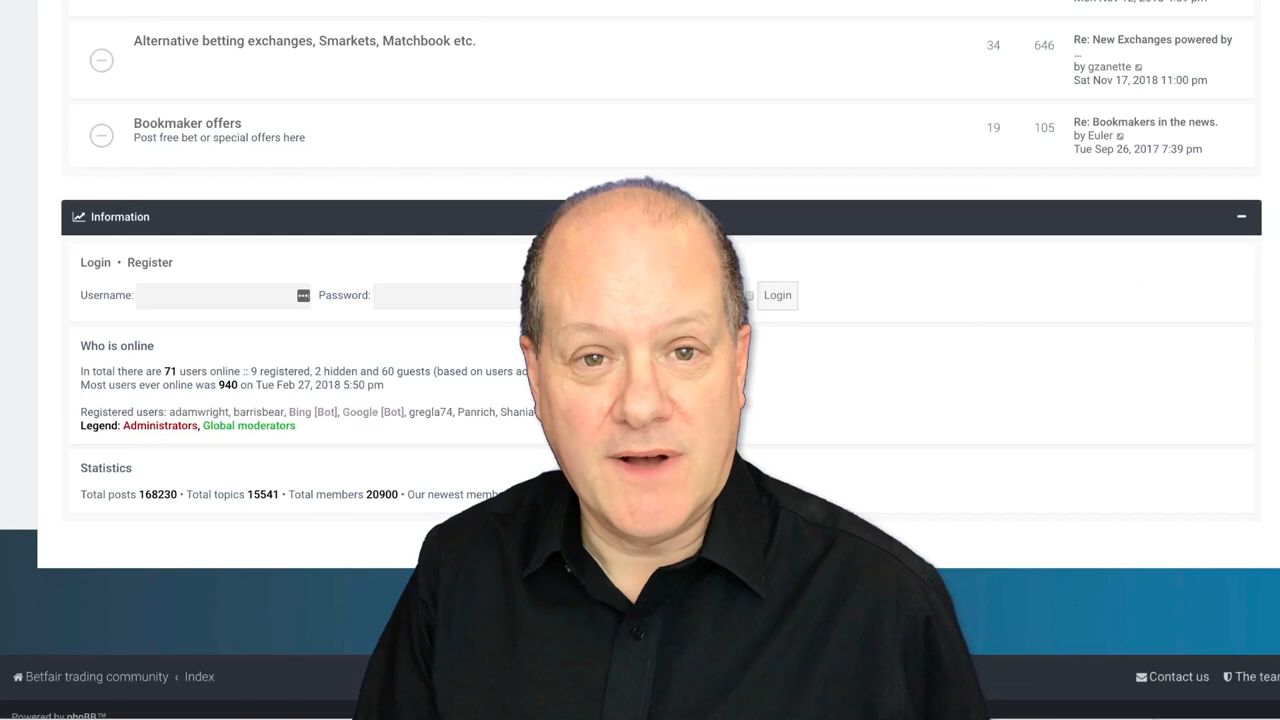 Alternative betting exchanges, Smarkets, Matchbook etc.
34
646
Re: New Exchanges powered by
…
by gzanette
Sat Nov 17, 2018 11:00 pm
Bookmaker offers
Post free bet or special offers here
19
105
Re: Bookmakers in the news.
by Euler
Tue Sep 26, 2017 7:39 pm
Information
Login • Register
Username:
Password:
Login
Who is online
In total there are 71 users online :: 9 registered, 2 hidden and 60 guests (based on users
Most users ever online was 940 on Tue Feb 27, 2018 5:50 pm
Registered users: adamwright, barrisbear, Bing [Bot], Google [Bot], gregla74, Panrich, Shania
Legend: Administrators, Global moderators
Statistics
Total posts 168230 • Total topics 15541 • Total members 20900 • Our newest
Betfair trading community ‹ Index
Contact us
The
Powered by phpBB™